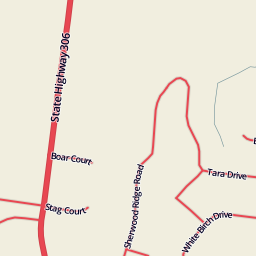 State Highway 306
Boar Court
Tara Drive
Stag Court
Sherwood Ridge Road
White Birch Drive